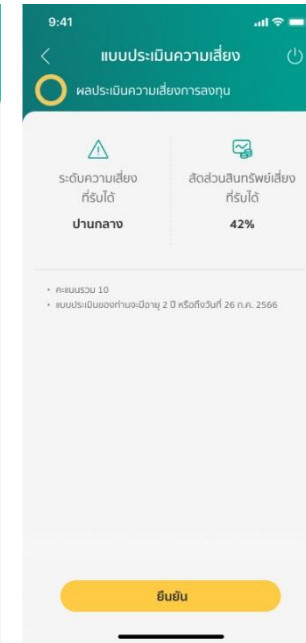 9:41
แบบประเมินความเสี่ยง
ผลประเมินความเสี่ยงการลงทุน
ระดับความเสี่ยง
ที่รับได้
ปานกลาง
สัดส่วนสินทรัพย์เสี่ยง
ที่รับได้
42%
• คะแนนรวม 10
• แบบประเมินของท่านจะมีอายุ 2 ปี หรือถึงวันที่ 26 ก.ค. 2566
ยืนยัน